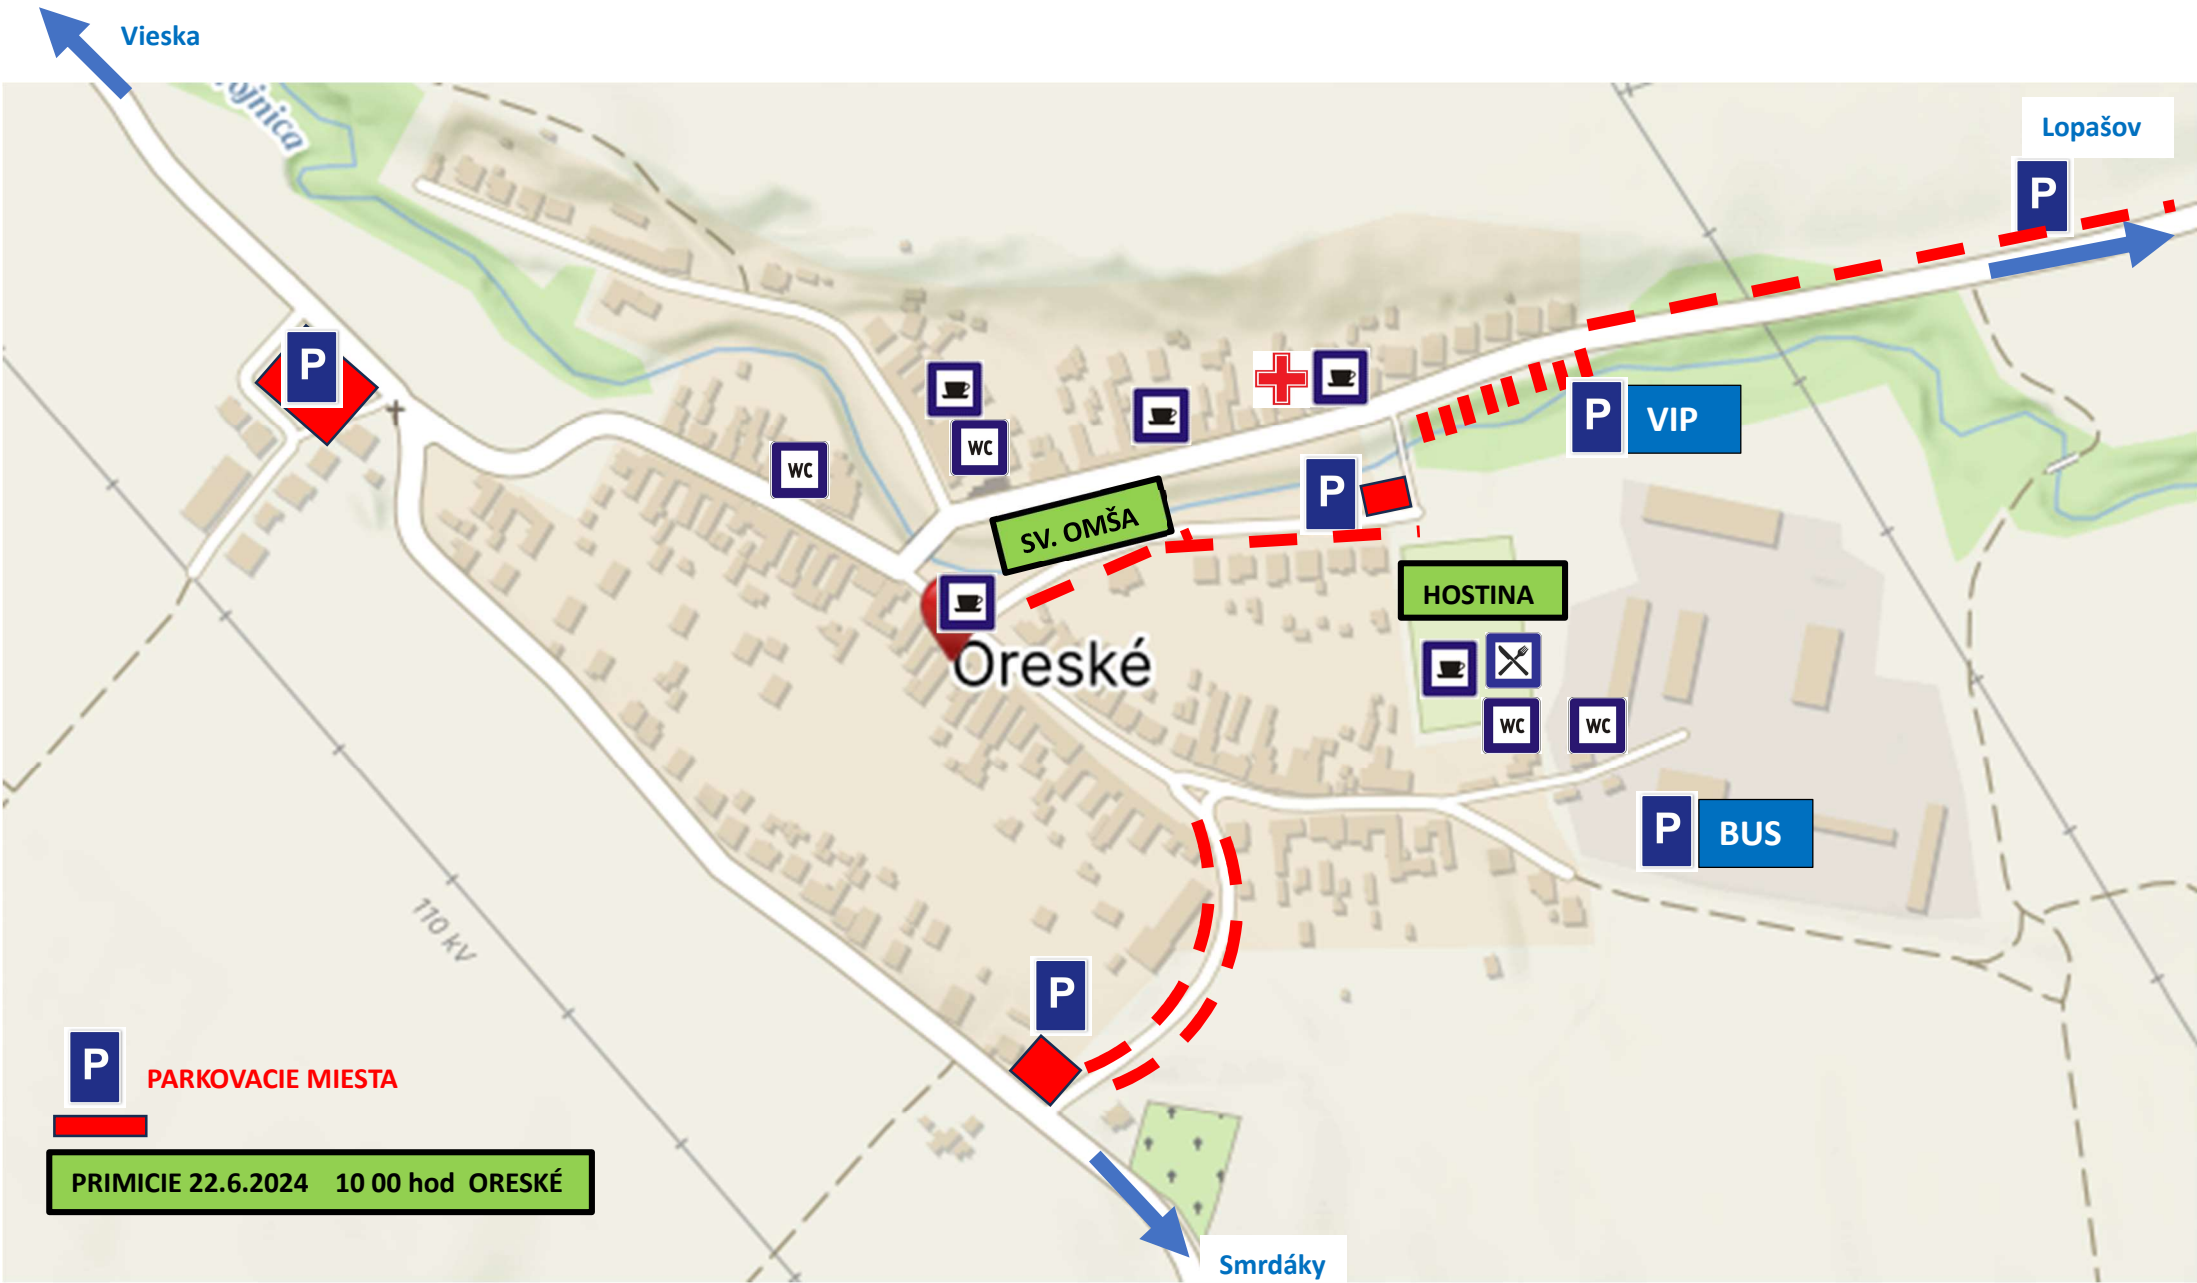 Vieska
ojnica
Lopašov
P
P
P
VIP
WC
WC
P
SV. OMŠA
HOSTINA
Oreské
WC
WC
P
BUS
110 kV
P
P
PARKOVACIE MIESTA
PRIMICIE 22.6.2024 10 00 hod ORESKÉ
Smrdáky